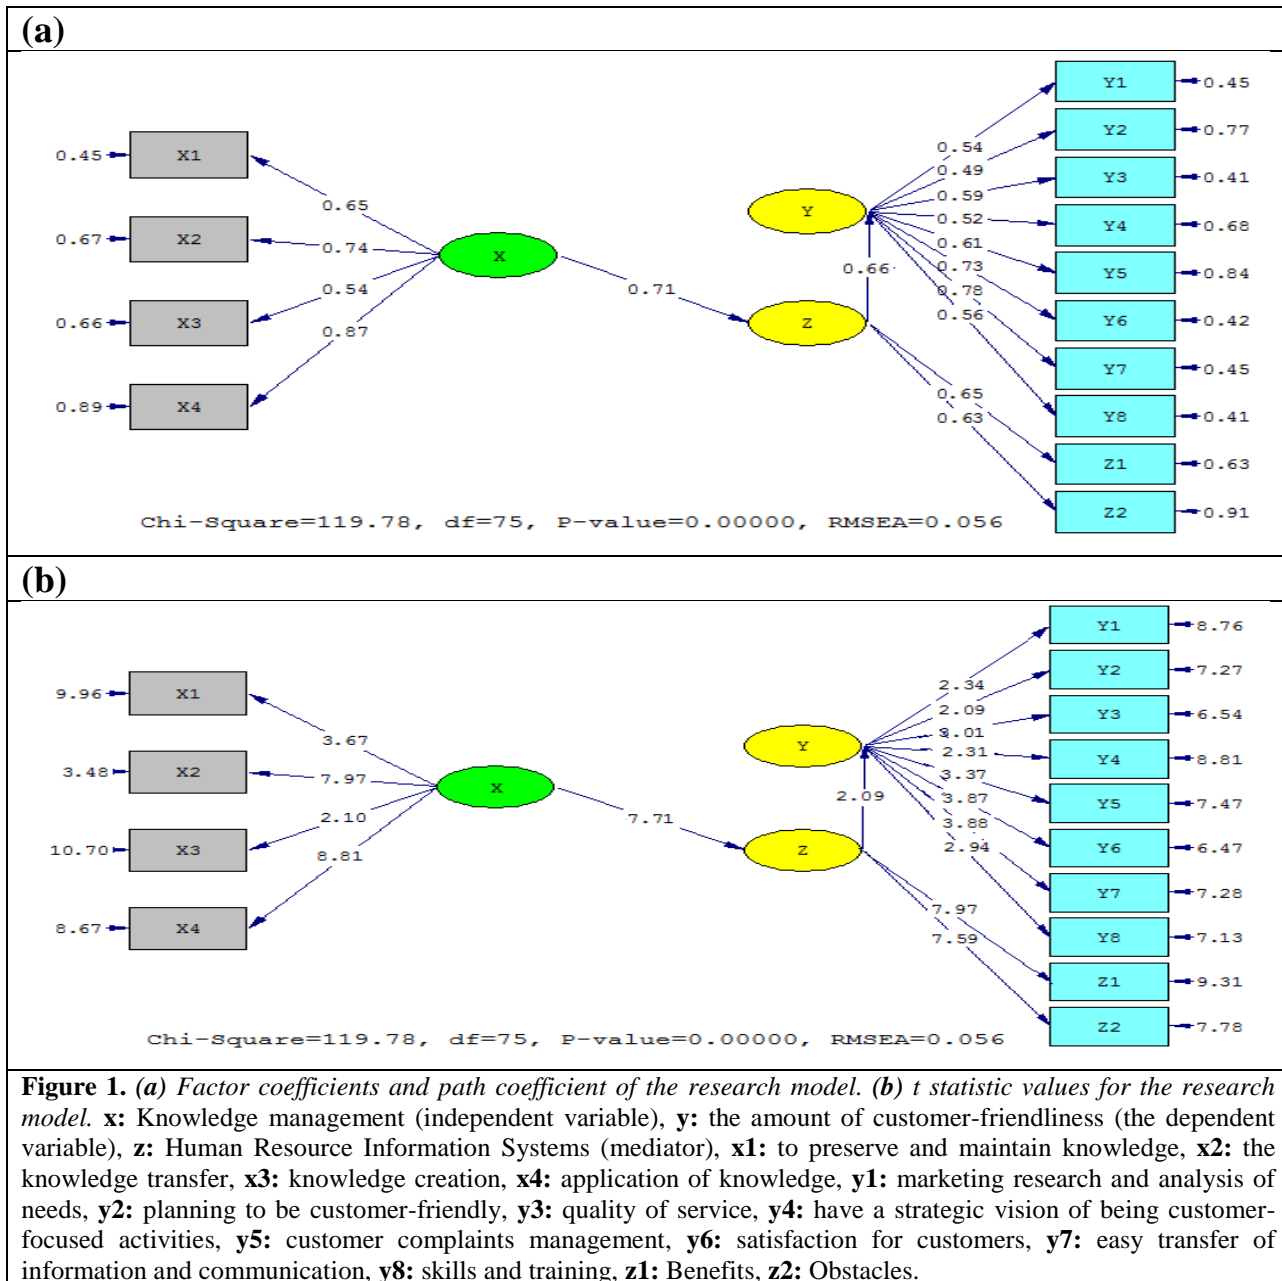 (a)
Y1 0.45
Y2 0.77
0.45 X1
0.54
0.49
Y3 0.41
0.59
0.65
Y Y4 0.68
0.52
0.67 X2
0.74
X
0.61
0.73
Y5 0.84
0.66
0.54
0.71
0.78
0.56
Y6 0.42
0.66 X3
0.87
Z
Y7 0.45
0.65
0.63
0.89 X4
Y8 0.41
Z1 0.63
Z2 0.91
Chi-Square=119.78, df=75, P-value=0.00000, RMSEA=0.056
(b)
Y1 8.76
Y2 7.27
9.96 X1
2.34
2.09
Y3 6.54
3.67
.01
Y
2.31
Y4 8.81
3.48 X2
7.97
X
3.37
2.09
3.87
Y5 7.47
2.10
7.71
3.88
2.94
Y6 6.47
10.70 X3
8.81
Z
Y7 7.28
7.97
7.59
8.67 X4
Y8 7.13
Z1 9.31
Z2 7.78
Chi-Square=119.78, df=75, P-value=0.00000, RMSEA=0.056
Figure 1. (a) Factor coefficients and path coefficient of the research model. (b) t statistic values for the research
model. x: Knowledge management (independent variable), y: the amount of customer-friendliness (the dependent
variable), z: Human Resource Information Systems (mediator), x1: to preserve and maintain knowledge, x2: the
knowledge transfer, x3: knowledge creation, x4: application of knowledge, y1: marketing research and analysis of
needs, y2: planning to be customer-friendly, y3: quality of service, y4: have a strategic vision of being customer-
focused activities, y5: customer complaints management, y6: satisfaction for customers, y7: easy transfer of
information and communication, y8: skills and training, z1: Benefits, z2: Obstacles.